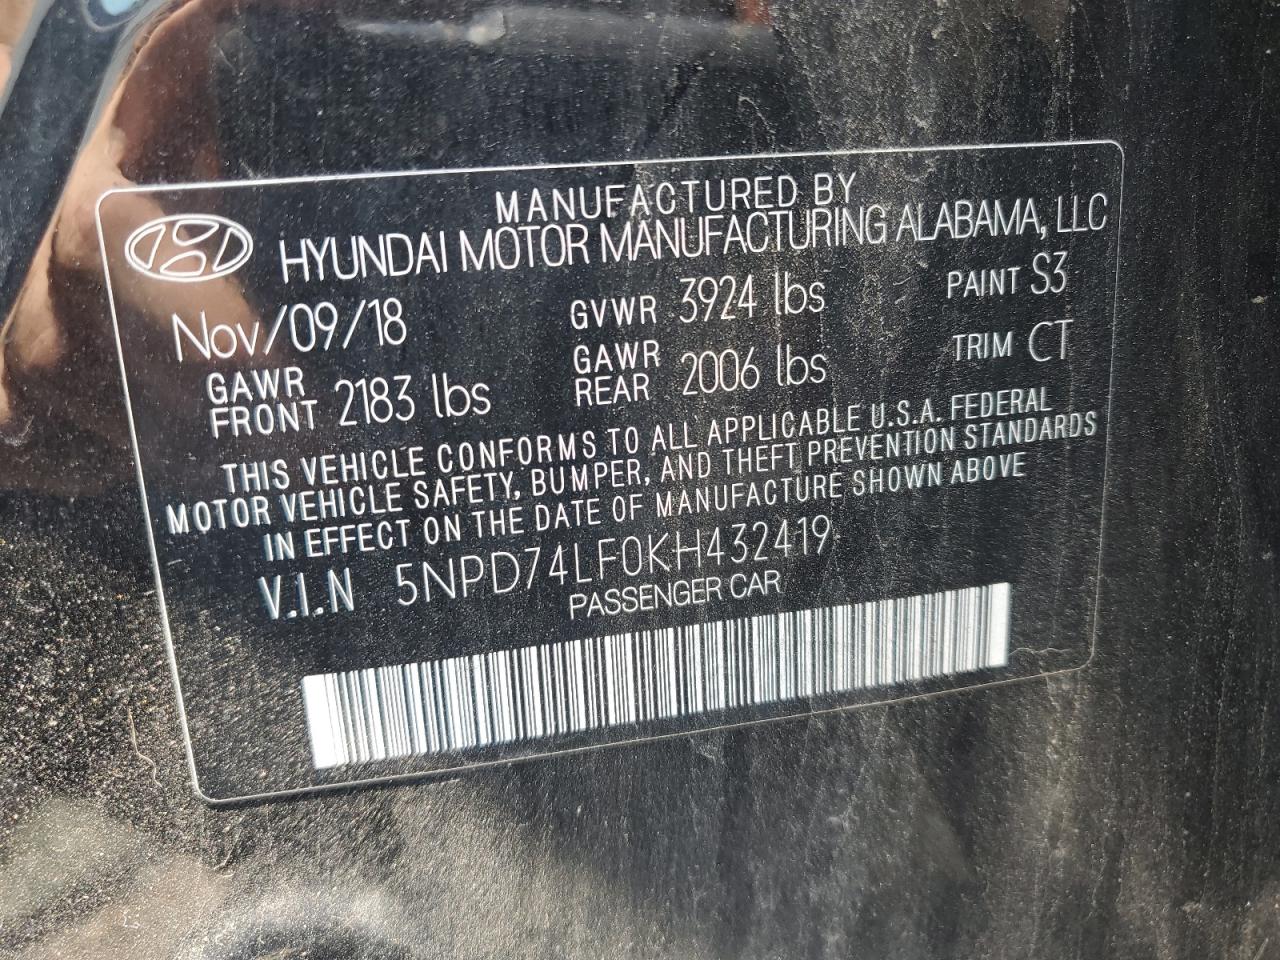 MANUFACTURED BY
HYUNDAI MOTOR MANUFACTURING ALABAMA, LLC
Nov/09/18 GVWR 3924 lbs PAINT S3
GAWR FRONT 2183 lbs GAWR REAR 2006 lbs TRIM CT
THIS VEHICLE CONFORMS TO ALL APPLICABLE U.S.A. FEDERAL
MOTOR VEHICLE SAFETY, BUMPER, AND THEFT PREVENTION STANDARDS
IN EFFECT ON THE DATE OF MANUFACTURE SHOWN ABOVE
V.I.N 5NPD74LF0KH432419
PASSENGER CAR